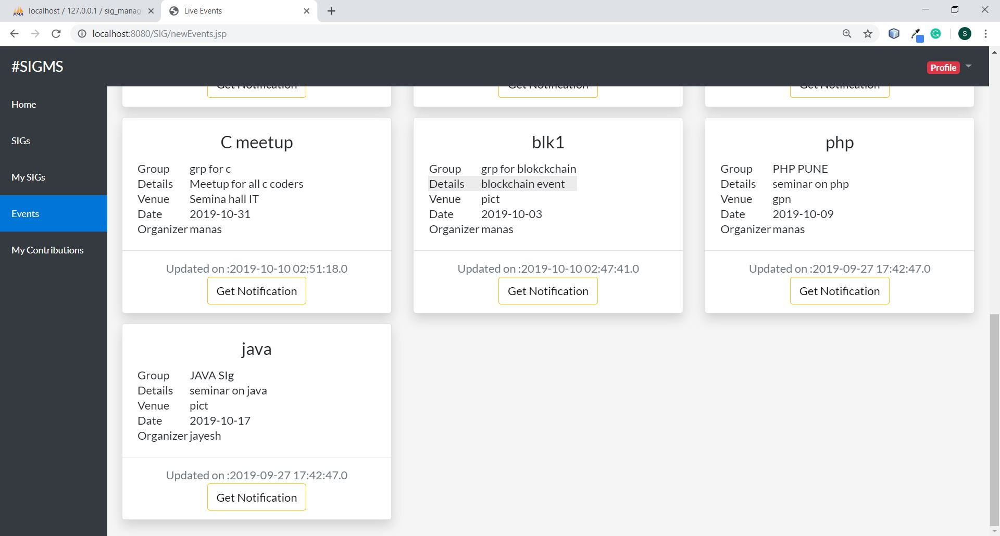 localhost / 127.0.0.1 / sig_manag
Live Events
localhost:8080/SIG/newEvents.jsp
S
#SIGMS
Profile
Home
SIGs
My SIGs
Events
My Contributions
Get Notification
Get Notification
Get Notification
C meetup
Group grp for c
Details Meetup for all c coders
Venue Semina hall IT
Date 2019-10-31
Organizer manas
Updated on :2019-10-10 02:51:18.0
Get Notification
blk1
Group grp for blokckchain
Details blockchain event
Venue pict
Date 2019-10-03
Organizer manas
Updated on :2019-10-10 02:47:41.0
Get Notification
php
Group PHP PUNE
Details seminar on php
Venue gpn
Date 2019-10-09
Organizer manas
Updated on :2019-09-27 17:42:47.0
Get Notification
java
Group JAVA SIg
Details seminar on java
Venue pict
Date 2019-10-17
Organizer jayesh
Updated on :2019-09-27 17:42:47.0
Get Notification